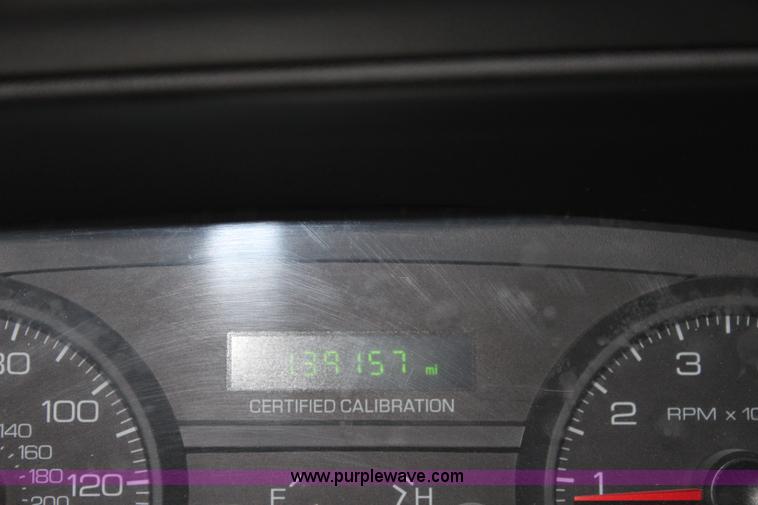 139157 mi
CERTIFIED CALIBRATION
80
100
120
140
160
180
200
3
2
RPM x 10
1
F
H
www.purplewave.com